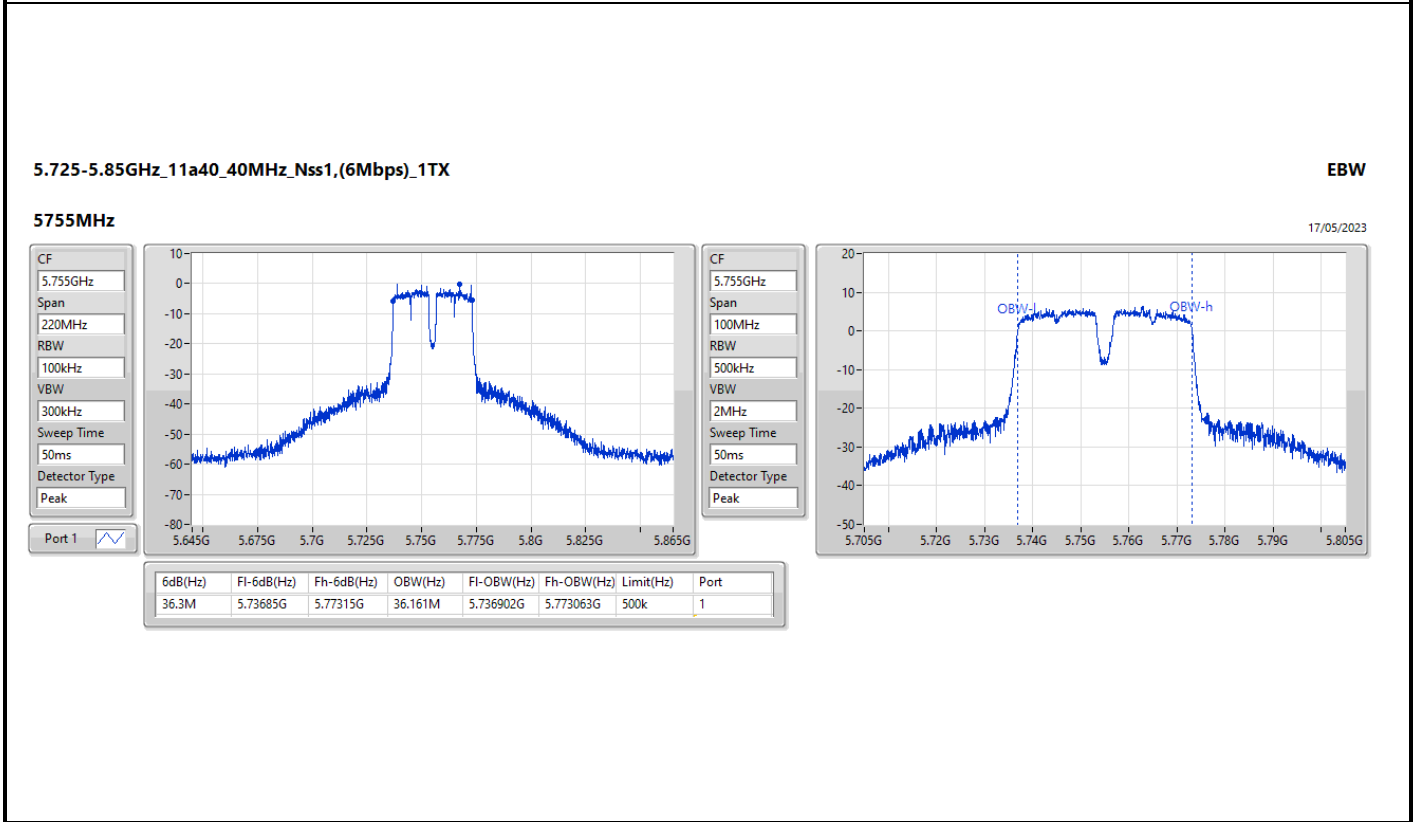 5.725-5.85GHz_11a40_40MHz_Nss1,(6Mbps)_1TX
EBW
5755MHz
17/05/2023
CF
5.755GHz
Span
220MHz
RBW
100kHz
VBW
300kHz
Sweep Time
50ms
Detector Type
Peak
Port 1
10
0
-10
-20
-30
-40
-50
-60
-70
-80
5.645G 5.675G 5.7G 5.725G 5.75G 5.775G 5.8G 5.825G 5.865G
CF
5.755GHz
Span
100MHz
RBW
500kHz
VBW
2MHz
Sweep Time
50ms
Detector Type
Peak
20
10
0
-10
-20
-30
-40
-50
OBW-l OBW-h
5.705G 5.72G 5.73G 5.74G 5.75G 5.76G 5.77G 5.78G 5.79G 5.805G
6dB(Hz) Fl-6dB(Hz) Fh-6dB(Hz) OBW(Hz) Fl-OBW(Hz) Fh-OBW(Hz) Limit(Hz) Port
36.3M 5.73685G 5.77315G 36.161M 5.736902G 5.773063G 500k 1